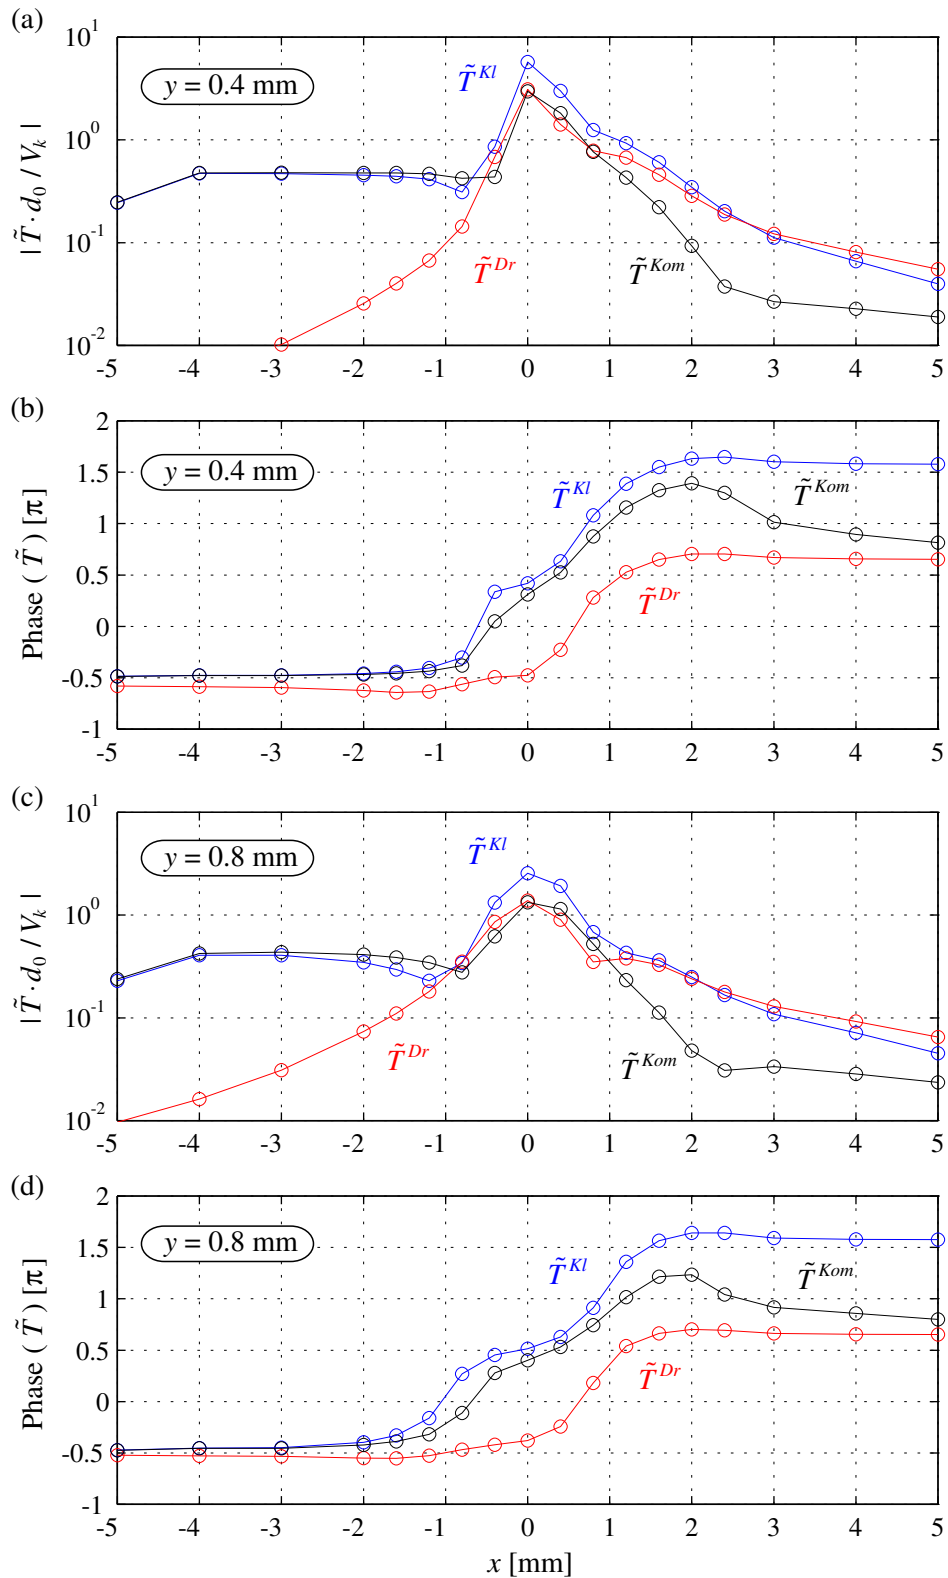 (a)
10^1
y = 0.4 mm
T̃^Kl
10^0
| T̃ · d_0 / V_k |
10^-1
T̃^Dr
T̃^Kom
10^-2
-5 -4 -3 -2 -1 0 1 2 3 4 5
(b)
2
y = 0.4 mm
1.5
T̃^Kl
T̃^Kom
1
Phase ( T̃ ) [π]
0.5
T̃^Dr
0
-0.5
-1
-5 -4 -3 -2 -1 0 1 2 3 4 5
(c)
10^1
y = 0.8 mm
T̃^Kl
10^0
| T̃ · d_0 / V_k |
10^-1
T̃^Dr
T̃^Kom
10^-2
-5 -4 -3 -2 -1 0 1 2 3 4 5
(d)
2
y = 0.8 mm
1.5
T̃^Kl
T̃^Kom
1
Phase ( T̃ ) [π]
0.5
T̃^Dr
0
-0.5
-1
-5 -4 -3 -2 -1 0 1 2 3 4 5
x [mm]